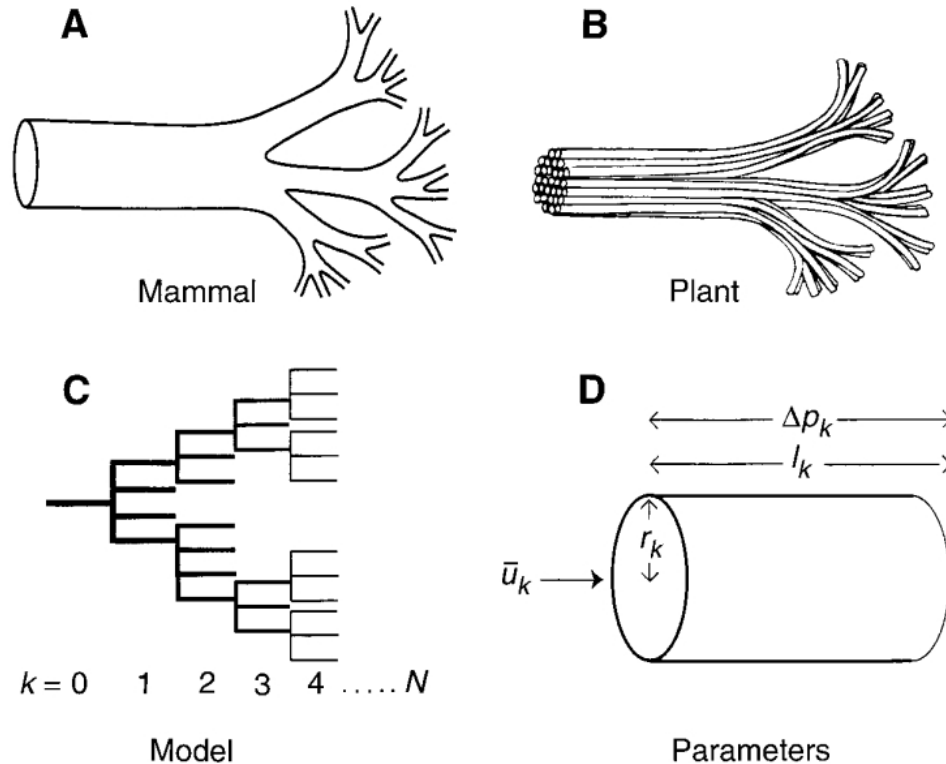 A
B
Mammal
Plant
C
D
Δp_k
l_k
r_k
ū_k
k = 0 1 2 3 4 ..... N
Model
Parameters